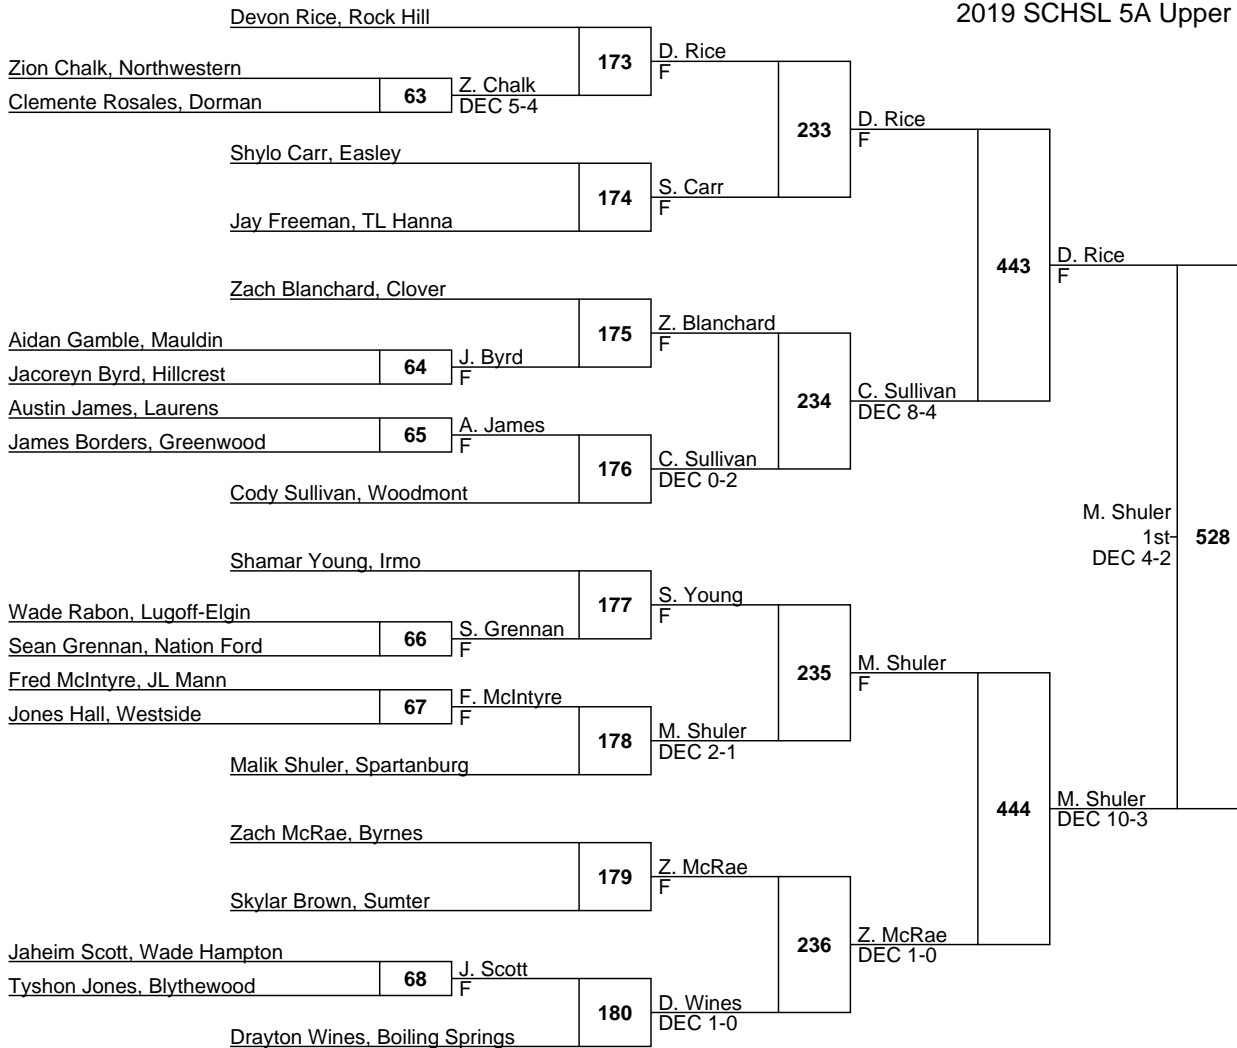 2019 SCHSL 5A Upper
Devon Rice, Rock Hill
173
D. Rice
F
Zion Chalk, Northwestern
Clemente Rosales, Dorman
63
Z. Chalk
DEC 5-4
233
D. Rice
F
Shylo Carr, Easley
174
S. Carr
F
Jay Freeman, TL Hanna
443
D. Rice
F
Zach Blanchard, Clover
175
Z. Blanchard
F
Aidan Gamble, Mauldin
Jacoreyn Byrd, Hillcrest
64
J. Byrd
F
234
C. Sullivan
DEC 8-4
Austin James, Laurens
James Borders, Greenwood
65
A. James
F
176
C. Sullivan
DEC 0-2
Cody Sullivan, Woodmont
M. Shuler
1st
DEC 4-2
528
Shamar Young, Irmo
177
S. Young
F
Wade Rabon, Lugoff-Elgin
Sean Grennan, Nation Ford
66
S. Grennan
F
235
M. Shuler
F
Fred McIntyre, JL Mann
Jones Hall, Westside
67
F. McIntyre
F
178
M. Shuler
DEC 2-1
Malik Shuler, Spartanburg
444
M. Shuler
DEC 10-3
Zach McRae, Byrnes
179
Z. McRae
F
Skylar Brown, Sumter
236
Z. McRae
DEC 1-0
Jaheim Scott, Wade Hampton
Tyshon Jones, Blythewood
68
J. Scott
F
180
D. Wines
DEC 1-0
Drayton Wines, Boiling Springs